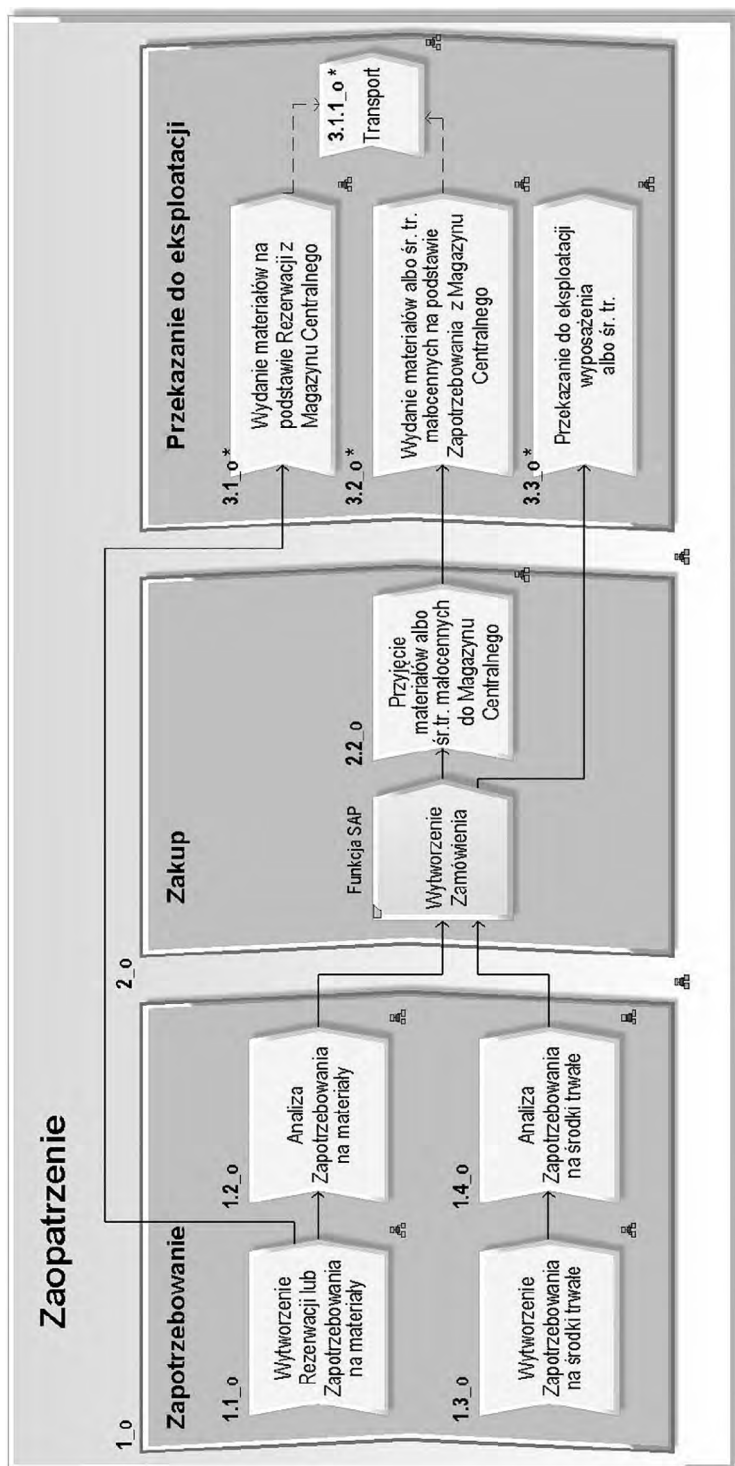 Zaopatrzenie
1_o
Zapotrzebowanie
1.1_o
Wytworzenie
Rezerwacji lub
Zapotrzebowania
na materiały
1.2_o
Analiza
Zapotrzebowania
na materiały
1.3_o
Wytworzenie
Zapotrzebowania
na środki trwałe
1.4_o
Analiza
Zapotrzebowania
na środki trwałe
2_o
Zakup
Funkcja SAP
Wytworzenie
Zamówienia
2.2_o
Przyjęcie
materiałów albo
śr.tr. małocennych
do Magazynu
Centralnego
Przekazanie do eksploatacji
3.1_o *
Wydanie materiałów na
podstawie Rezerwacji z
Magazynu Centralnego
3.1.1_o *
Transport
3.2_o *
Wydanie materiałów albo śr. tr.
małocennych na podstawie
Zapotrzebowania z Magazynu
Centralnego
3.3_o*
Przekazanie do eksploatacji
wyposażenia
albo śr. tr.